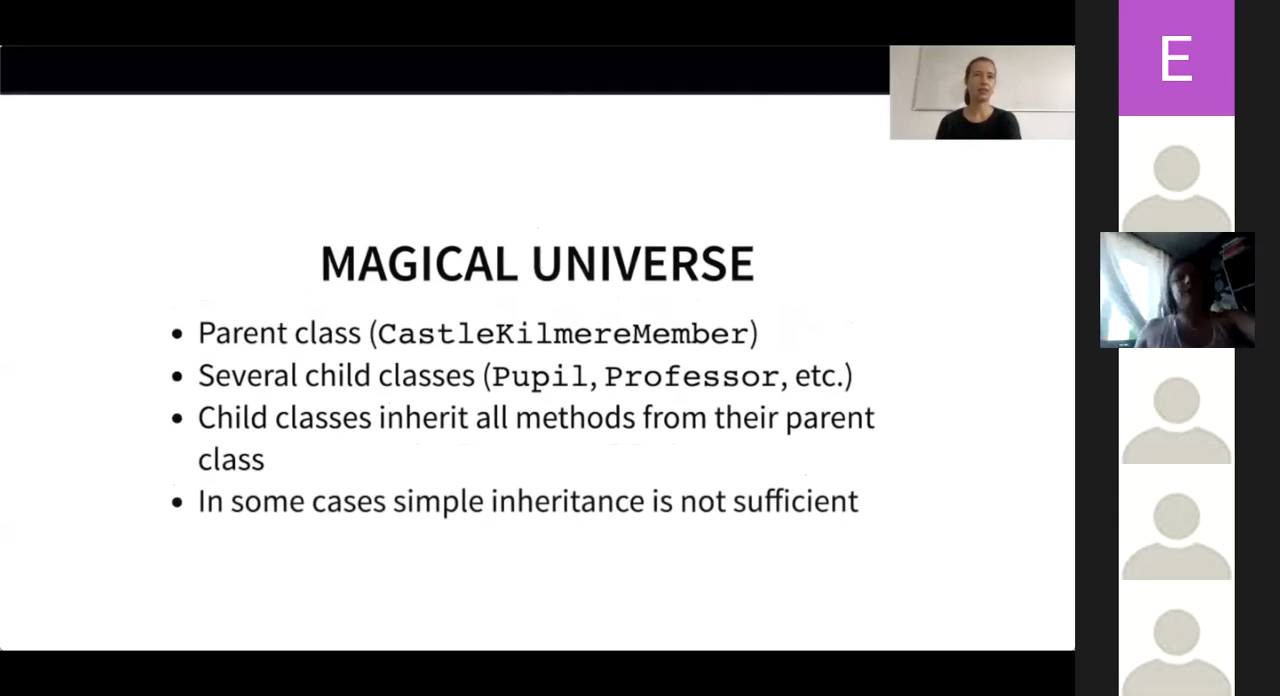 E
MAGICAL UNIVERSE
• Parent class (CastleKilmereMember)
• Several child classes (Pupil, Professor, etc.)
• Child classes inherit all methods from their parent
class
• In some cases simple inheritance is not sufficient